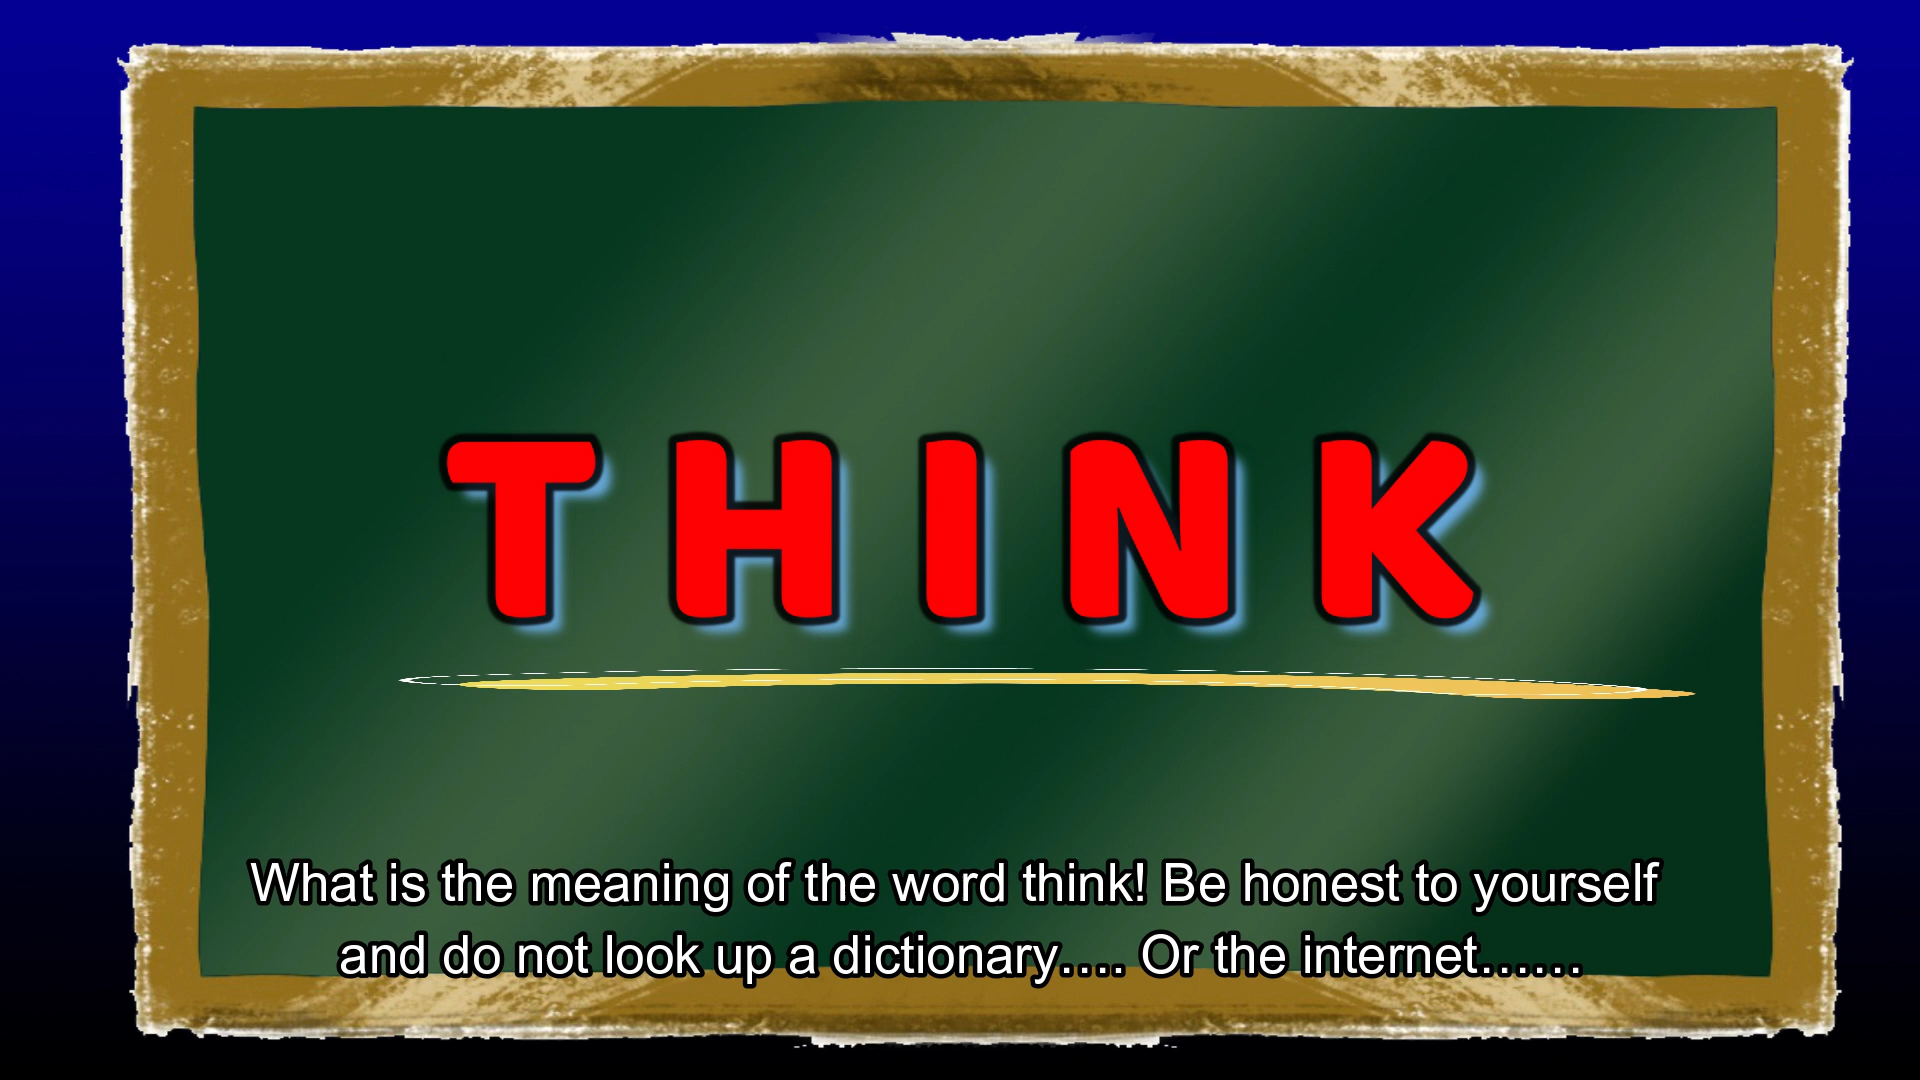 THINK
What is the meaning of the word think! Be honest to yourself
and do not look up a dictionary.... Or the internet......